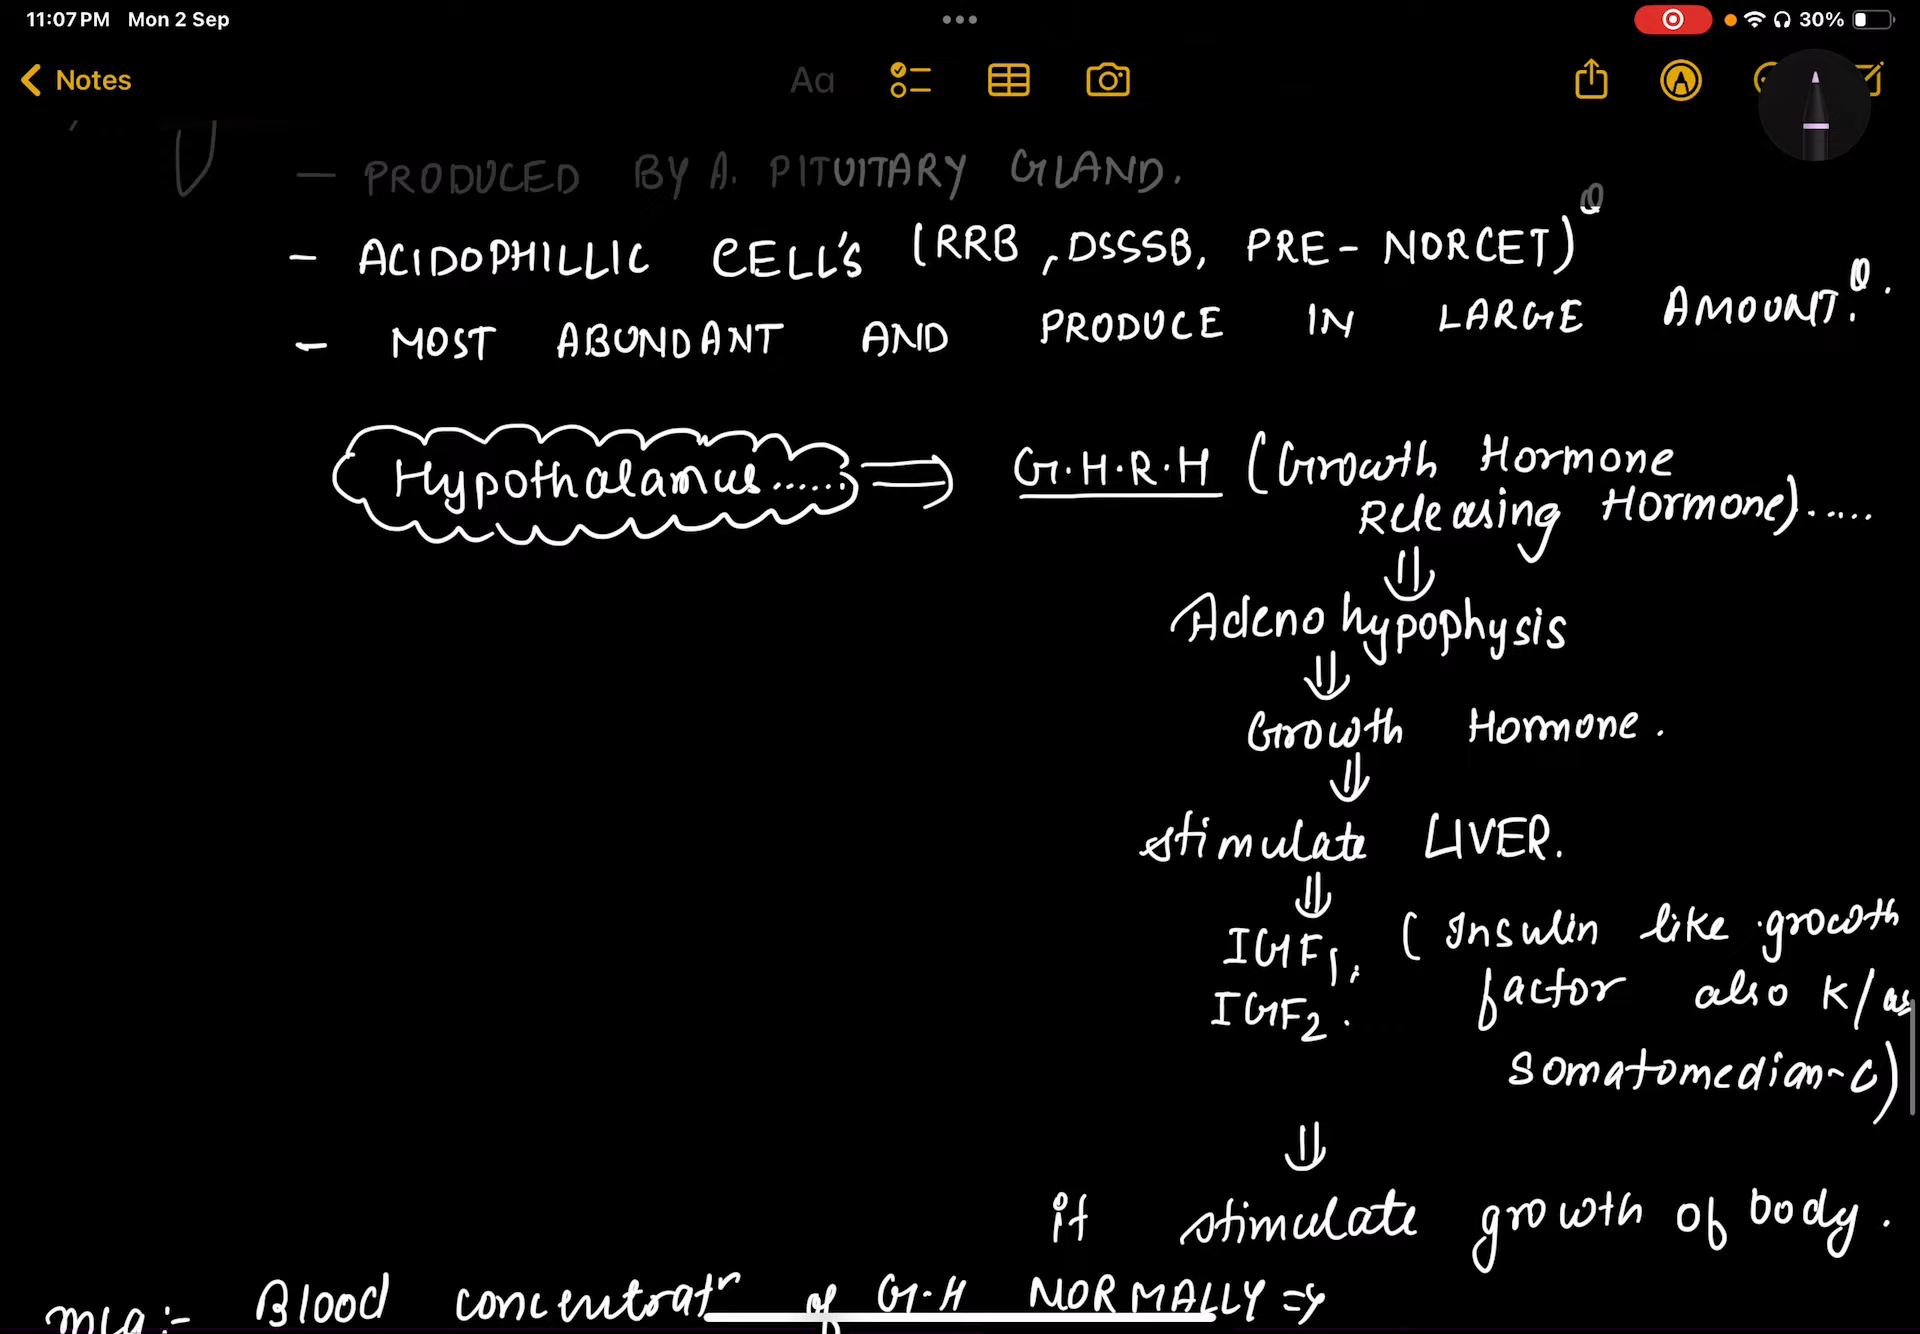 11:07 PM Mon 2 Sep
30%
Notes
Aa
— PRODUCED BY A. PITUITARY GLAND.
- ACIDOPHILLIC CELL'S (RRB, DSSSB, PRE - NORCET) Q
- MOST ABUNDANT AND PRODUCE IN LARGE AMOUNT. Q.
Hypothalamus...... ⇒ G.H.R.H (Growth Hormone
Releasing Hormone).....
⇓
Adenohypophysis
⇓
Growth Hormone.
⇓
stimulate LIVER.
⇓
IGF1, (Insulin like growth
IGF2. factor also K/as
somatomedian-C)
⇓
it stimulate growth of body.
mcq:- Blood concentratn of G.H NORMALLY =>